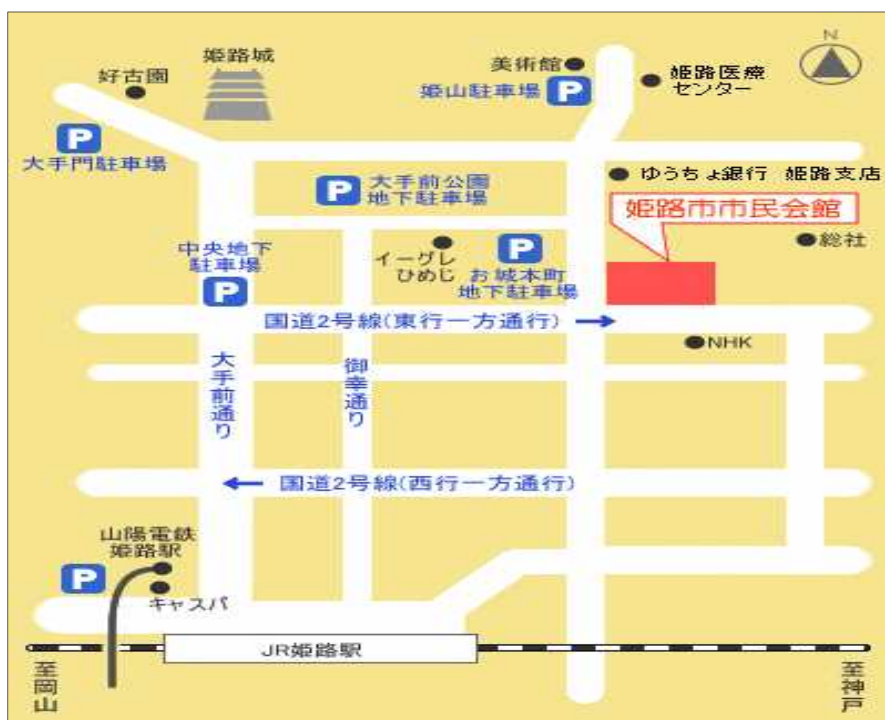 N
姫路城
好古園
美術館
姫山駐車場
P
姫路医療
センター
P
大手門駐車場
P
大手前公園
地下駐車場
ゆうちょ銀行 姫路支店
姫路市市民会館
総社
中央地下
駐車場
P
イーグレ
ひめじ
P
お城本町
地下駐車場
国道2号線(東行一方通行)
NHK
大手前通り
御幸通り
国道2号線(西行一方通行)
山陽電鉄
姫路駅
P
キャスパ
JR姫路駅
至岡山
至神戸